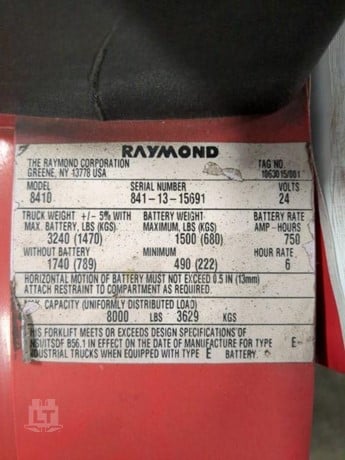 RAYMOND
THE RAYMOND CORPORATION TAG NO.
GREENE, NY 13778 USA 1063015/001
MODEL SERIAL NUMBER VOLTS
8410 841-13-15691 24
TRUCK WEIGHT +/- 5% WITH BATTERY WEIGHT BATTERY RATING
MAX. BATTERY, LBS (KGS) MAXIMUM, LBS (KGS) AMP-HOURS
3240 (1470) 1500 (680) 750
WITHOUT BATTERY MINIMUM HOUR RATE
1740 (789) 490 (222) 6
HORIZONTAL MOTION OF BATTERY MUST NOT EXCEED 0.5 IN (13mm)
ATTACH RESTRAINT TO COMPARTMENT AS REQUIRED
CAPACITY (UNIFORMLY DISTRIBUTED LOAD)
8000 LBS 3629 KGS
THIS FORKLIFT MEETS OR EXCEEDS DESIGN SPECIFICATIONS OF
B56.1 IN EFFECT ON THE DATE OF MANUFACTURE FOR TYPE E-
INDUSTRIAL TRUCKS WHEN EQUIPPED WITH TYPE E BATTERY.
LT